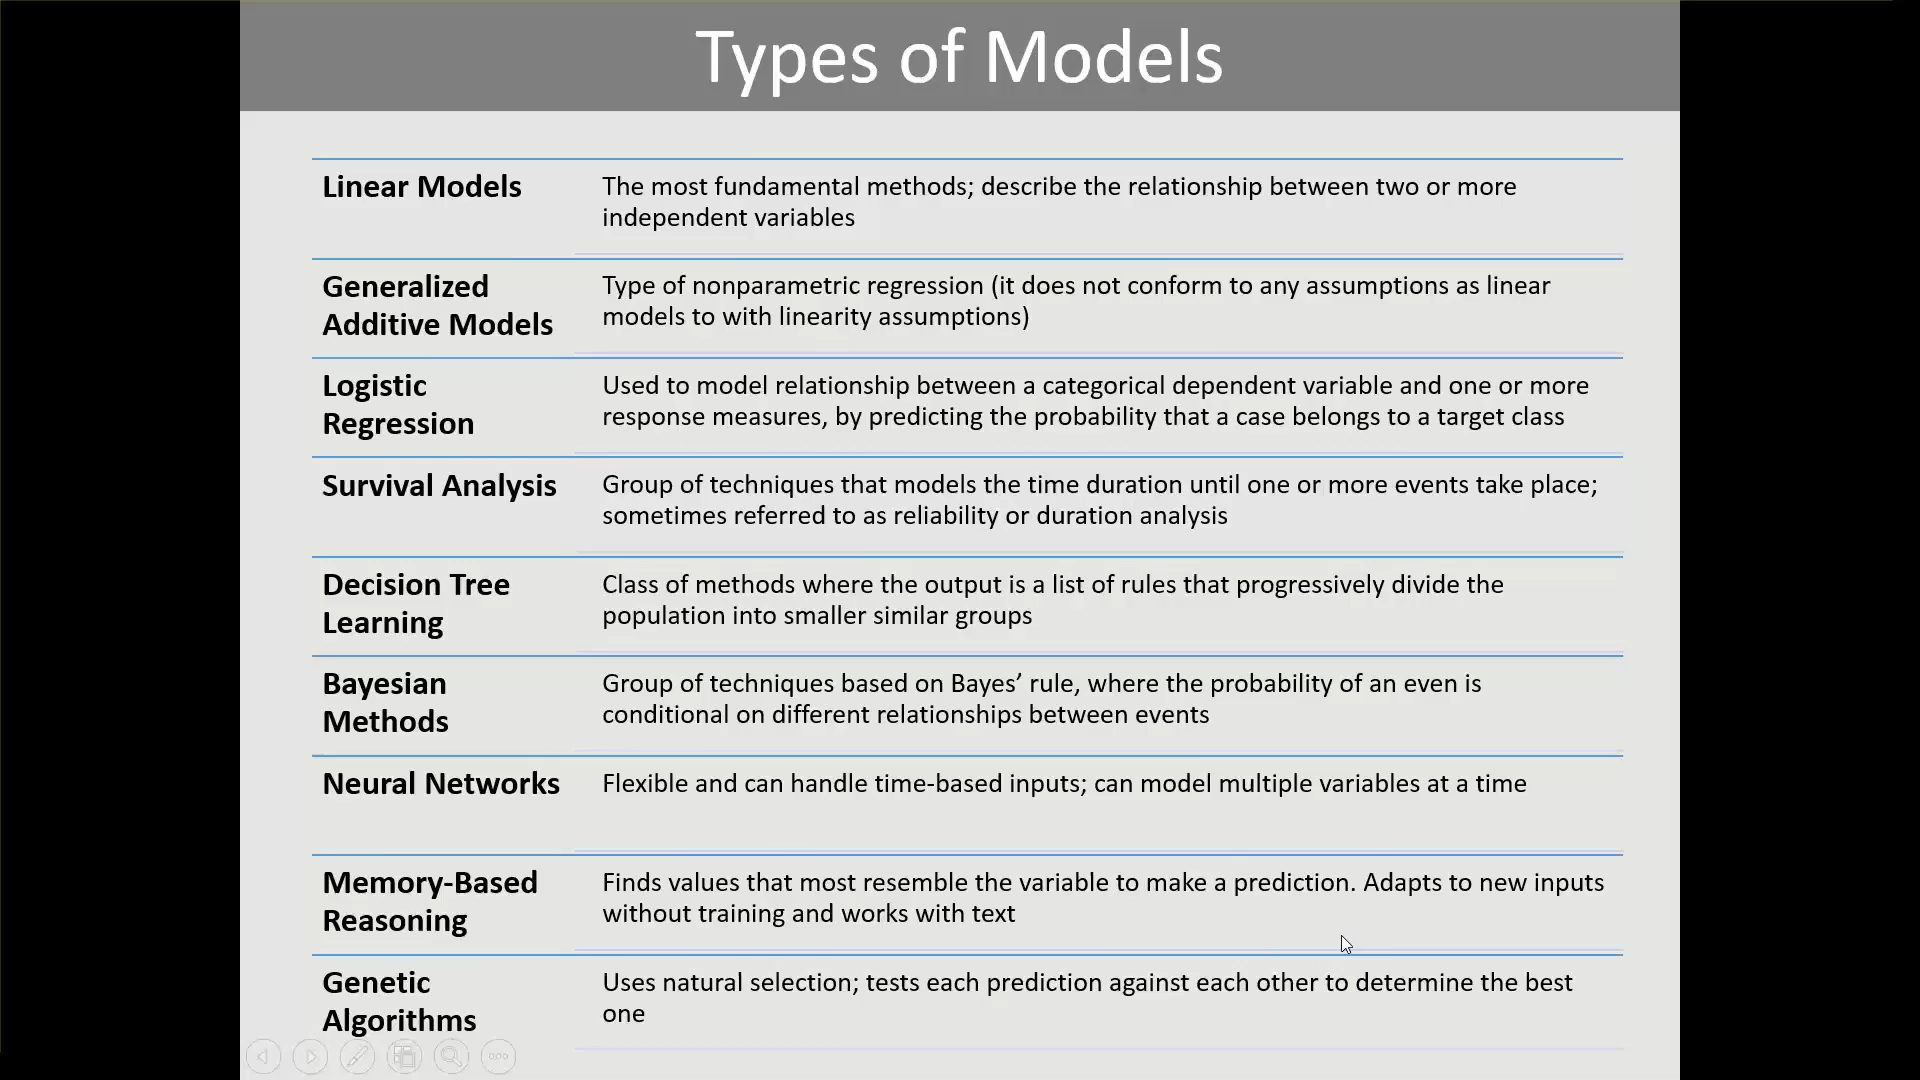 Types of Models
Linear Models
The most fundamental methods; describe the relationship between two or more
independent variables
Generalized
Additive Models
Type of nonparametric regression (it does not conform to any assumptions as linear
models to with linearity assumptions)
Logistic
Regression
Used to model relationship between a categorical dependent variable and one or more
response measures, by predicting the probability that a case belongs to a target class
Survival Analysis
Group of techniques that models the time duration until one or more events take place;
sometimes referred to as reliability or duration analysis
Decision Tree
Learning
Class of methods where the output is a list of rules that progressively divide the
population into smaller similar groups
Bayesian
Methods
Group of techniques based on Bayes’ rule, where the probability of an even is
conditional on different relationships between events
Neural Networks
Flexible and can handle time-based inputs; can model multiple variables at a time
Memory-Based
Reasoning
Finds values that most resemble the variable to make a prediction. Adapts to new inputs
without training and works with text
Genetic
Algorithms
Uses natural selection; tests each prediction against each other to determine the best
one